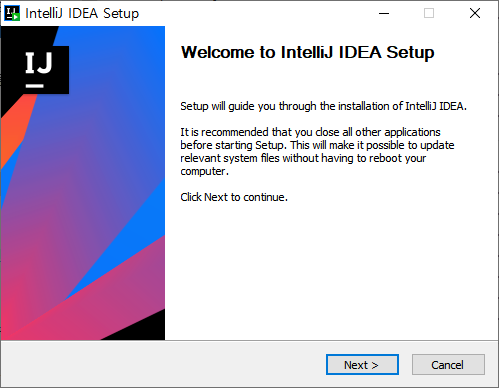 IntelliJ IDEA Setup
IJ
Welcome to IntelliJ IDEA Setup
Setup will guide you through the installation of IntelliJ IDEA.
It is recommended that you close all other applications
before starting Setup. This will make it possible to update
relevant system files without having to reboot your
computer.
Click Next to continue.
Next >
Cancel